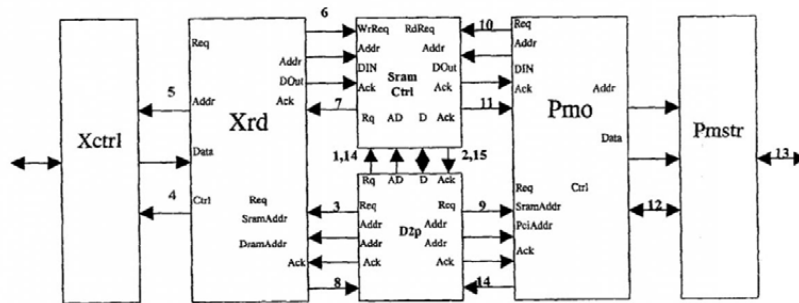 6
10
Req
WrReq RdReq
Req
Addr
Addr Addr
Addr
DOut
DIN DOut
DIN
Sram
Ctrl
Addr
5
Addr
Ack
7
Ack Ack
11
Ack
Xctrl
Xrd
Pmo
Pmstr
Rq AD D Ack
Data
Data
13
1,14
2,15
Rq AD D Ack
4
Ctrl
Req
3
Req Req
9
Req
Ctrl
12
SramAddr
Addr Addr
SramAddr
D2p
DramAddr
Addr Addr
PciAddr
Ack
Ack Ack
Ack
8
14